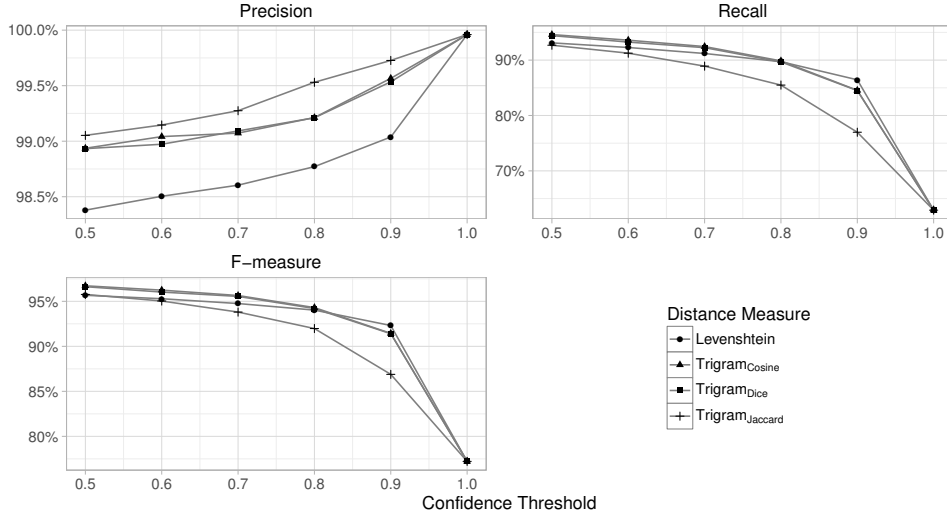 Precision
100.0%
99.5%
99.0%
98.5%
0.5 0.6 0.7 0.8 0.9 1.0
Recall
90%
80%
70%
0.5 0.6 0.7 0.8 0.9 1.0
F−measure
95%
90%
85%
80%
0.5 0.6 0.7 0.8 0.9 1.0
Distance Measure
Levenshtein
TrigramCosine
TrigramDice
TrigramJaccard
Confidence Threshold